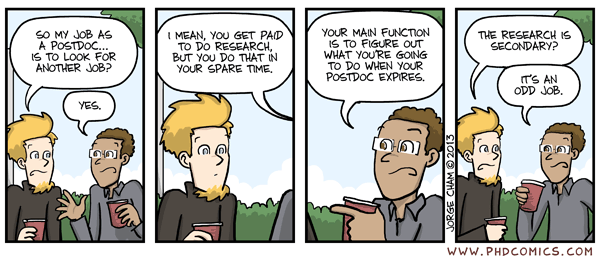 SO MY JOB AS
A POSTDOC...
IS TO LOOK FOR
ANOTHER JOB?
YES.
I MEAN, YOU GET PAID
TO DO RESEARCH,
BUT YOU DO THAT IN
YOUR SPARE TIME.
YOUR MAIN FUNCTION
IS TO FIGURE OUT
WHAT YOU'RE GOING
TO DO WHEN YOUR
POSTDOC EXPIRES.
JORGE CHAM © 2013
THE RESEARCH IS
SECONDARY?
IT'S AN
ODD JOB.
WWW.PHDCOMICS.COM